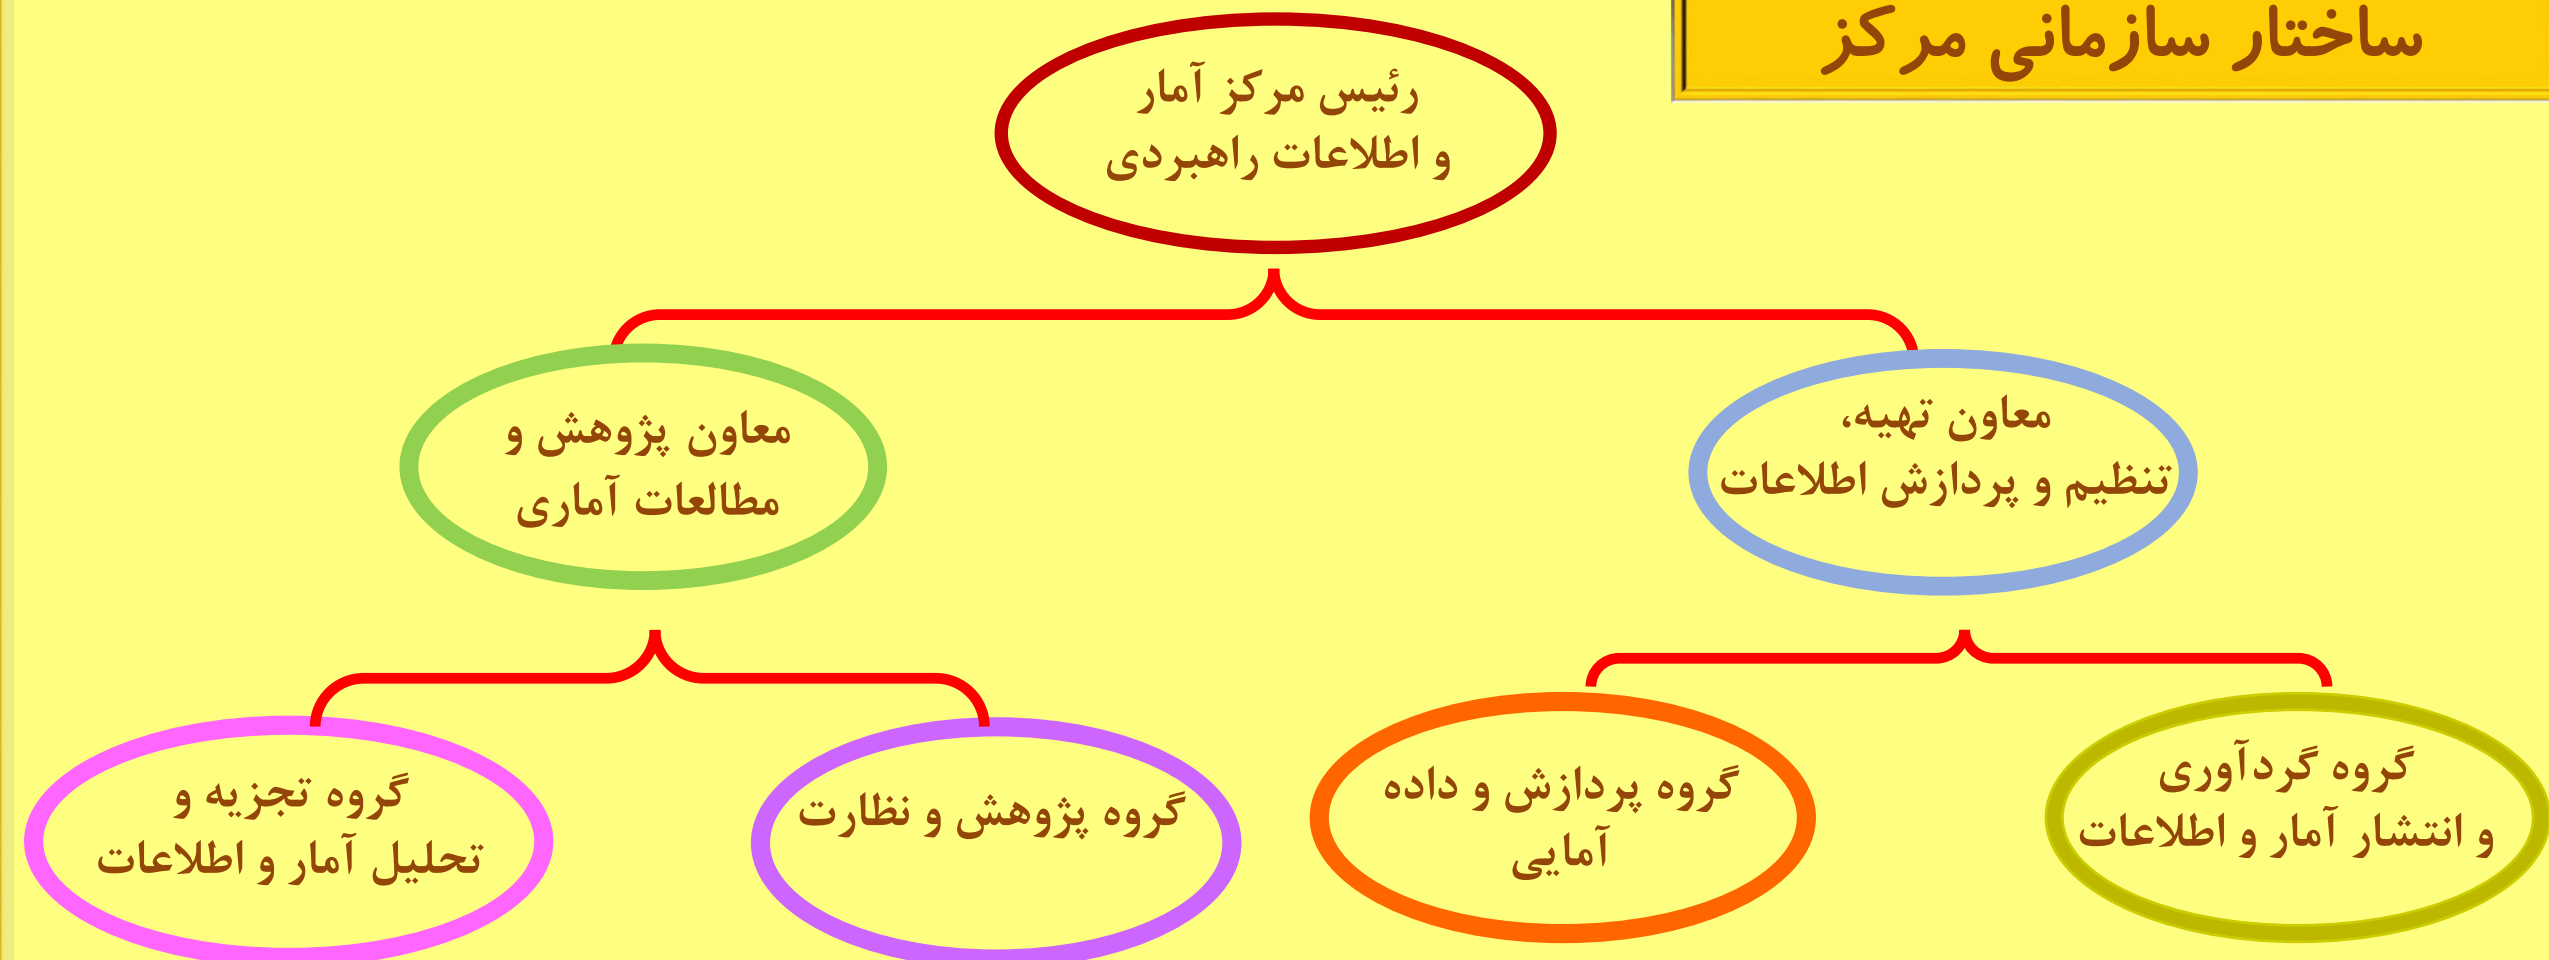 ساختار سازمانی مرکز
رئیس مرکز آمار
و اطلاعات راهبردی
معاون تهیه،
تنظیم و پردازش اطلاعات
معاون پژوهش و
مطالعات آماری
گروه گردآوری
و انتشار آمار و اطلاعات
گروه پردازش و داده
آمایی
گروه پژوهش و نظارت
گروه تجزیه و
تحلیل آمار و اطلاعات